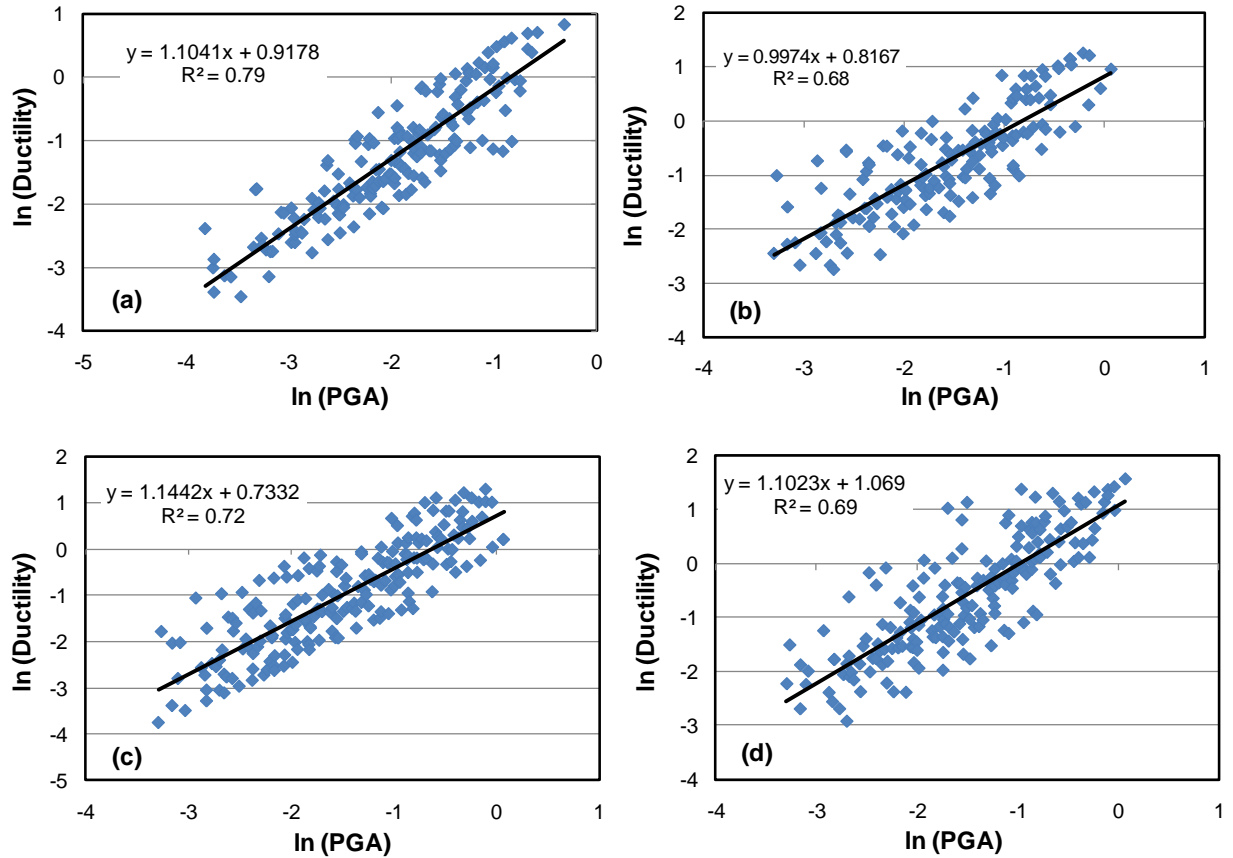 1
0
-1
-2
-3
-4
-5
-4
-3
-2
-1
0
ln (Ductility)
ln (PGA)
y = 1.1041x + 0.9178
R² = 0.79
(a)
2
1
0
-1
-2
-3
-4
-4
-3
-2
-1
0
1
ln (Ductility)
ln (PGA)
y = 0.9974x + 0.8167
R² = 0.68
(b)
2
1
0
-1
-2
-3
-4
-5
-4
-3
-2
-1
0
1
ln (Ductility)
ln (PGA)
y = 1.1442x + 0.7332
R² = 0.72
(c)
2
1
0
-1
-2
-3
-4
-4
-3
-2
-1
0
1
ln (Ductility)
ln (PGA)
y = 1.1023x + 1.069
R² = 0.69
(d)